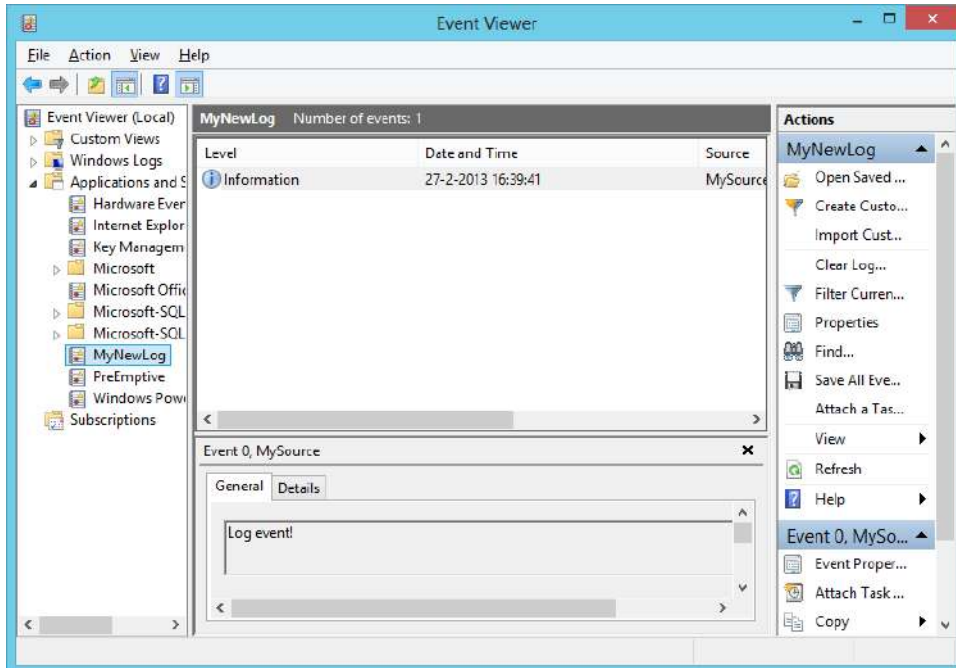 Event Viewer
File Action View Help
Event Viewer (Local)
Custom Views
Windows Logs
Applications and S
Hardware Ever
Internet Explor
Key Managem
Microsoft
Microsoft Offic
Microsoft-SQL
Microsoft-SQL
MyNewLog
PreEmptive
Windows Pow
Subscriptions
MyNewLog Number of events: 1
Level Date and Time Source
Information 27-2-2013 16:39:41 MySource
Event 0, MySource
General Details
Log event!
Actions
MyNewLog
Open Saved ...
Create Custo...
Import Cust...
Clear Log...
Filter Curren...
Properties
Find...
Save All Eve...
Attach a Tas...
View
Refresh
Help
Event 0, MySo...
Event Proper...
Attach Task ...
Copy